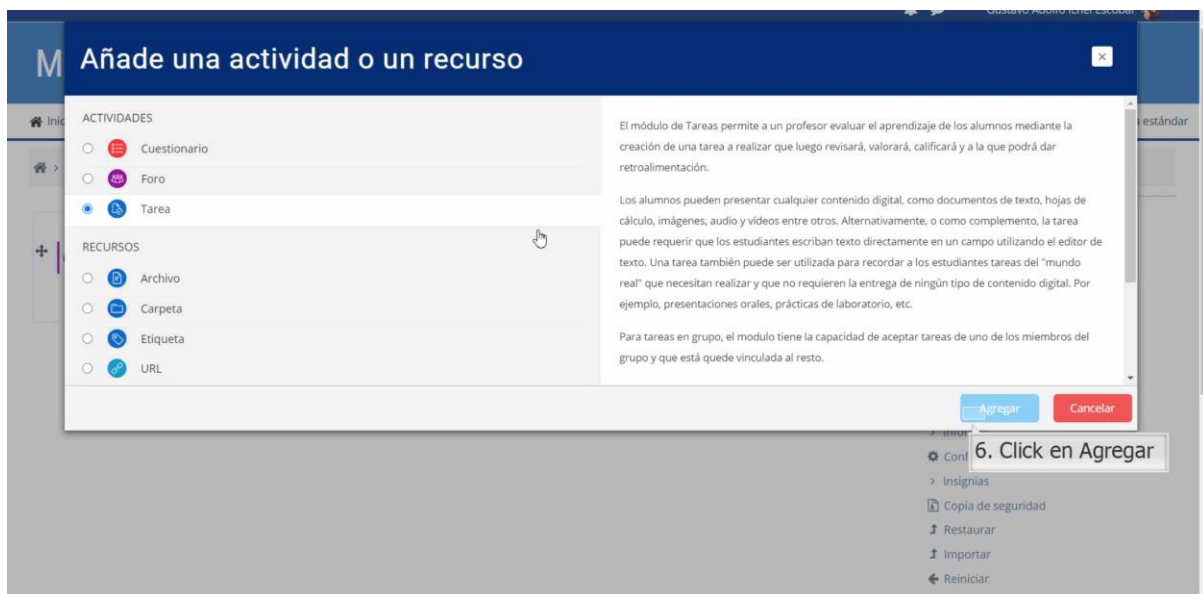 Gustavo Adolfo Ichel Escobar
M
Añade una actividad o un recurso
Inic
estándar
ACTIVIDADES
Cuestionario
Foro
Tarea
RECURSOS
Archivo
Carpeta
Etiqueta
URL
El módulo de Tareas permite a un profesor evaluar el aprendizaje de los alumnos mediante la
creación de una tarea a realizar que luego revisará, valorará, calificará y a la que podrá dar
retroalimentación.
Los alumnos pueden presentar cualquier contenido digital, como documentos de texto, hojas de
cálculo, imágenes, audio y vídeos entre otros. Alternativamente, o como complemento, la tarea
puede requerir que los estudiantes escriban texto directamente en un campo utilizando el editor de
texto. Una tarea también puede ser utilizada para recordar a los estudiantes tareas del "mundo
real" que necesitan realizar y que no requieren la entrega de ningún tipo de contenido digital. Por
ejemplo, presentaciones orales, prácticas de laboratorio, etc.
Para tareas en grupo, el modulo tiene la capacidad de aceptar tareas de uno de los miembros del
grupo y que está quede vinculada al resto.
Agregar
Cancelar
Conf
6. Click en Agregar
Insignias
Copia de seguridad
Restaurar
Importar
Reiniciar